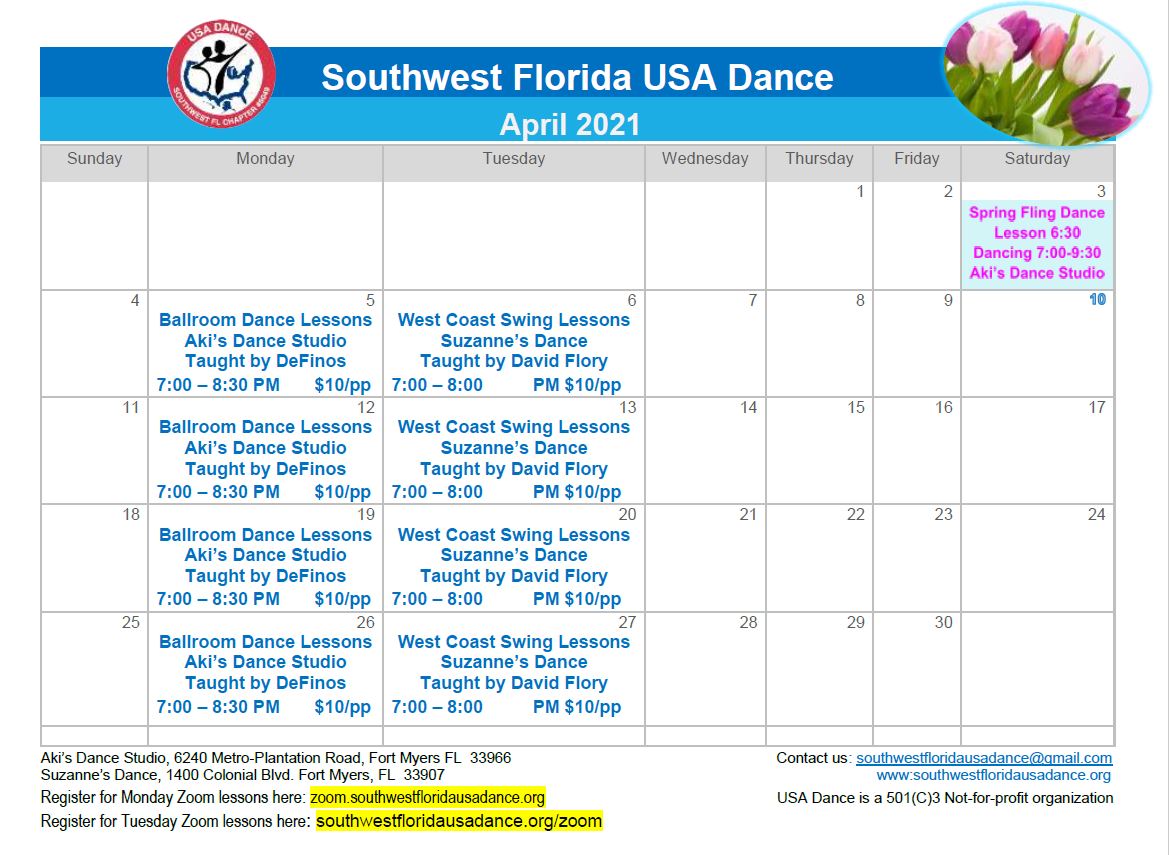 USA DANCE
SOUTHWEST FL CHAPTER #6049
Southwest Florida USA Dance
April 2021
Sunday Monday Tuesday Wednesday Thursday Friday Saturday
1 2 3
Spring Fling Dance
Lesson 6:30
Dancing 7:00-9:30
Aki's Dance Studio
4 5 6 7 8 9 10
Ballroom Dance Lessons West Coast Swing Lessons
Aki's Dance Studio Suzanne's Dance
Taught by DeFinos Taught by David Flory
7:00 – 8:30 PM $10/pp 7:00 – 8:00 PM $10/pp
11 12 13 14 15 16 17
Ballroom Dance Lessons West Coast Swing Lessons
Aki's Dance Studio Suzanne's Dance
Taught by DeFinos Taught by David Flory
7:00 – 8:30 PM $10/pp 7:00 – 8:00 PM $10/pp
18 19 20 21 22 23 24
Ballroom Dance Lessons West Coast Swing Lessons
Aki's Dance Studio Suzanne's Dance
Taught by DeFinos Taught by David Flory
7:00 – 8:30 PM $10/pp 7:00 – 8:00 PM $10/pp
25 26 27 28 29 30
Ballroom Dance Lessons West Coast Swing Lessons
Aki's Dance Studio Suzanne's Dance
Taught by DeFinos Taught by David Flory
7:00 – 8:30 PM $10/pp 7:00 – 8:00 PM $10/pp
Aki's Dance Studio, 6240 Metro-Plantation Road, Fort Myers FL 33966 Contact us: southwestfloridausadance@gmail.com
Suzanne's Dance, 1400 Colonial Blvd. Fort Myers, FL 33907 www:southwestfloridausadance.org
Register for Monday Zoom lessons here: zoom.southwestfloridausadance.org USA Dance is a 501(C)3 Not-for-profit organization
Register for Tuesday Zoom lessons here: southwestfloridausadance.org/zoom